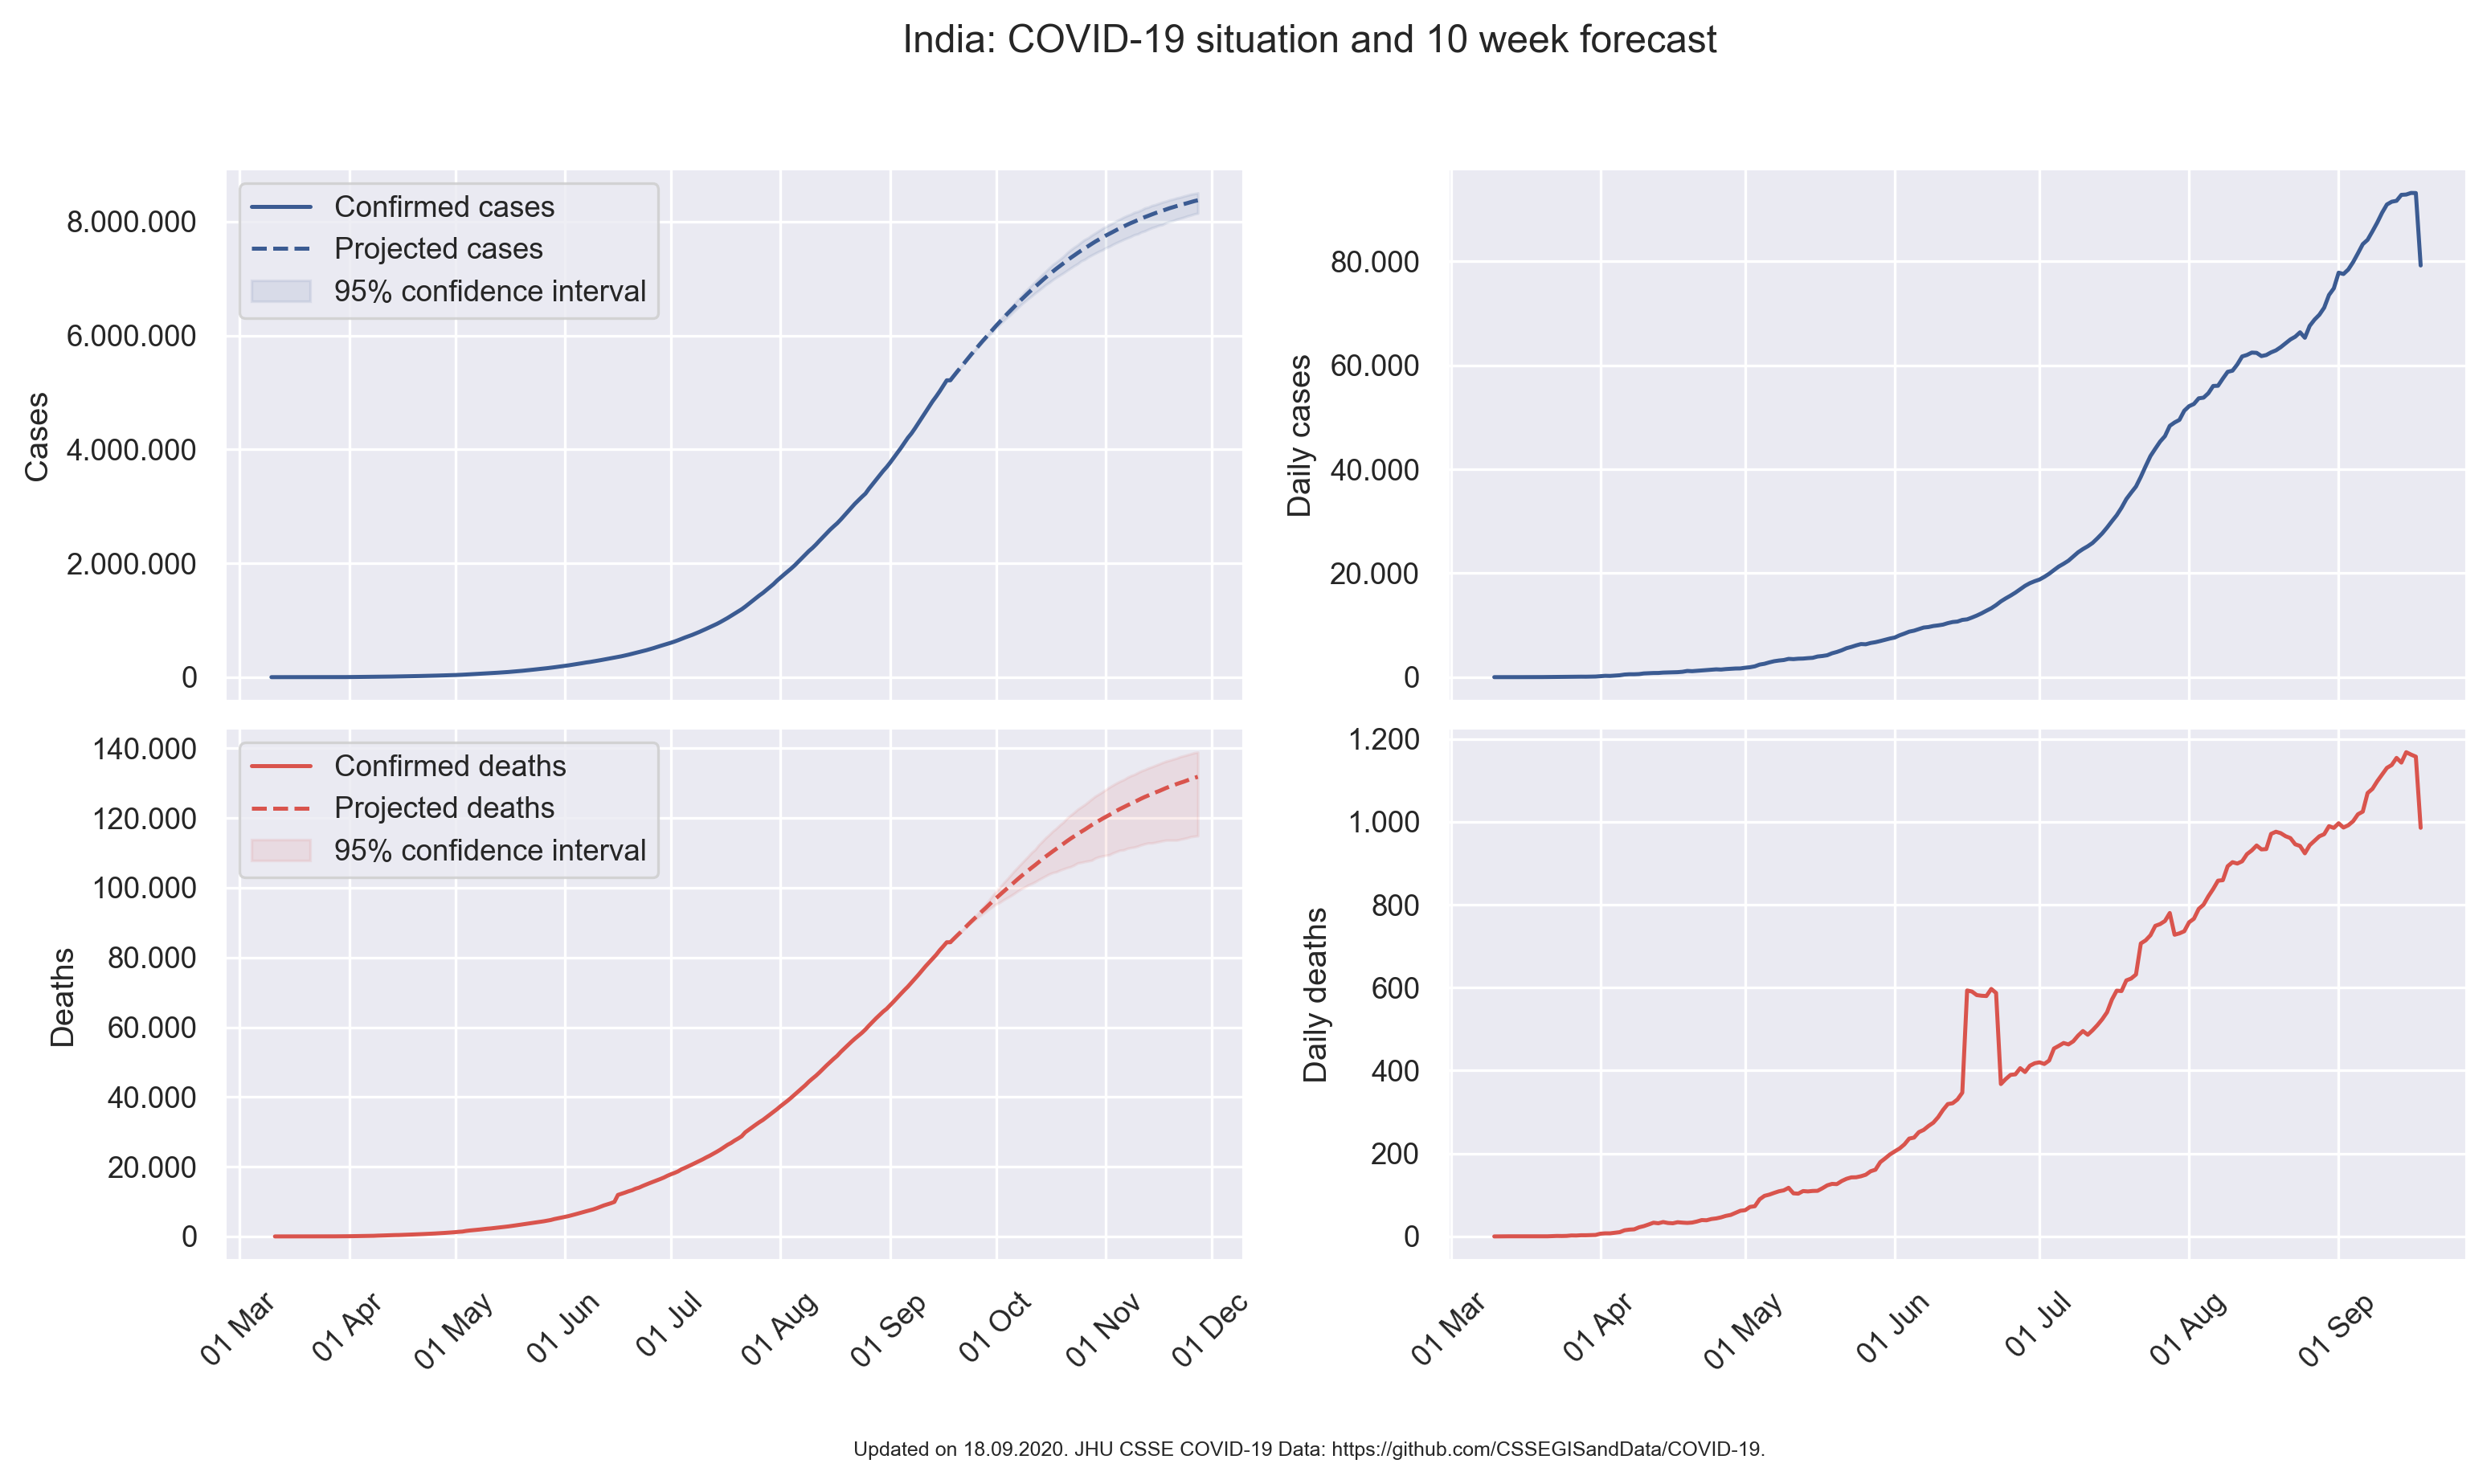 India: COVID-19 situation and 10 week forecast
Confirmed cases
Projected cases
95% confidence interval
Cases
8.000.000
6.000.000
4.000.000
2.000.000
0
Daily cases
80.000
60.000
40.000
20.000
0
Confirmed deaths
Projected deaths
95% confidence interval
Deaths
140.000
120.000
100.000
80.000
60.000
40.000
20.000
0
01 Mar
01 Apr
01 May
01 Jun
01 Jul
01 Aug
01 Sep
01 Oct
01 Nov
01 Dec
Daily deaths
1.200
1.000
800
600
400
200
0
01 Mar
01 Apr
01 May
01 Jun
01 Jul
01 Aug
01 Sep
Updated on 18.09.2020. JHU CSSE COVID-19 Data: https://github.com/CSSEGISandData/COVID-19.